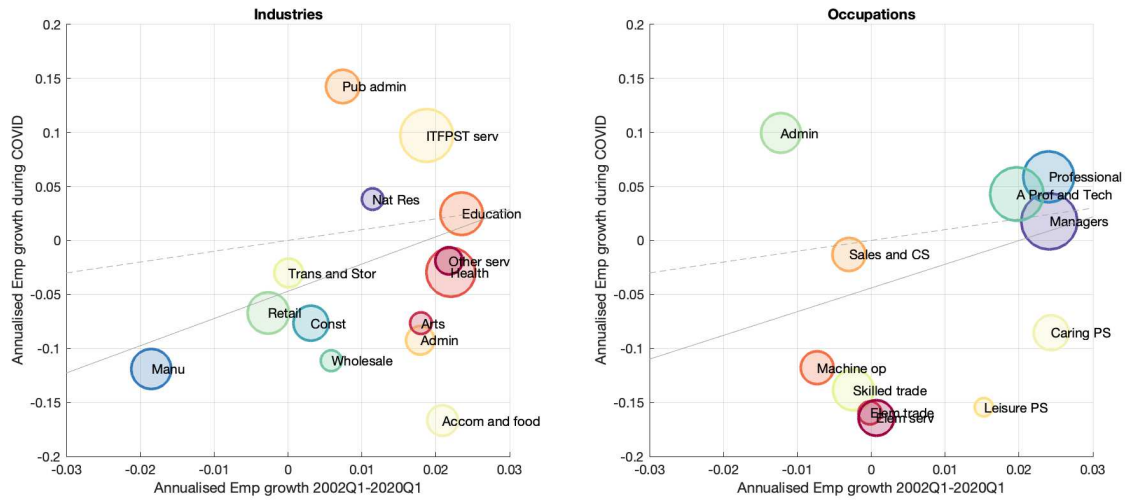 Industries
Annualised Emp growth during COVID
0.2
0.15
0.1
0.05
0
-0.05
-0.1
-0.15
-0.2
Pub admin
ITFPST serv
Nat Res
Education
Other serv
Health
Trans and Stor
Retail
Const
Arts
Admin
Wholesale
Manu
Accom and food
-0.03
-0.02
-0.01
0
0.01
0.02
0.03
Annualised Emp growth 2002Q1-2020Q1
Occupations
Annualised Emp growth during COVID
0.2
0.15
0.1
0.05
0
-0.05
-0.1
-0.15
-0.2
Admin
Professional
A Prof and Tech
Managers
Sales and CS
Caring PS
Machine op
Skilled trade
Leisure PS
Elem trade
Elem serv
-0.03
-0.02
-0.01
0
0.01
0.02
0.03
Annualised Emp growth 2002Q1-2020Q1